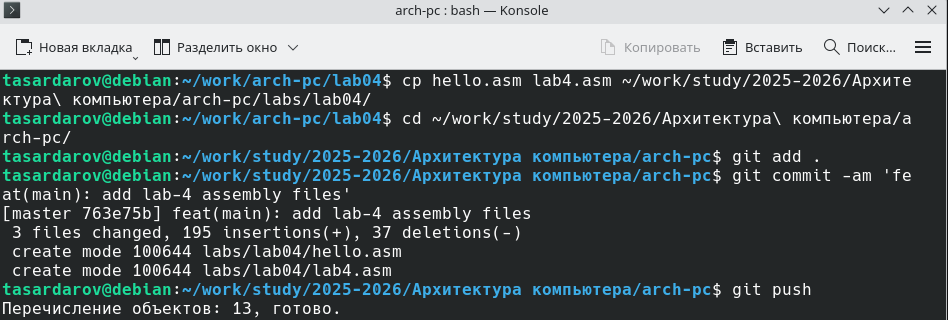 arch-pc : bash — Konsole
Новая вкладка Разделить окно Копировать Вставить Поиск...
tasardarov@debian:~/work/arch-pc/lab04$ cp hello.asm lab4.asm ~/work/study/2025-2026/Архите
ктура\ компьютера/arch-pc/labs/lab04/
tasardarov@debian:~/work/arch-pc/lab04$ cd ~/work/study/2025-2026/Архитектура\ компьютера/a
rch-pc/
tasardarov@debian:~/work/study/2025-2026/Архитектура компьютера/arch-pc$ git add .
tasardarov@debian:~/work/study/2025-2026/Архитектура компьютера/arch-pc$ git commit -am 'fe
at(main): add lab-4 assembly files'
[master 763e75b] feat(main): add lab-4 assembly files
 3 files changed, 195 insertions(+), 37 deletions(-)
 create mode 100644 labs/lab04/hello.asm
 create mode 100644 labs/lab04/lab4.asm
tasardarov@debian:~/work/study/2025-2026/Архитектура компьютера/arch-pc$ git push
Перечисление объектов: 13, готово.